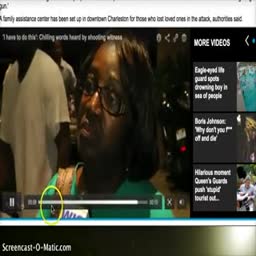 gun.'
A family assistance center has been set up in downtown Charleston for those who lost loved ones in the attack, authorities said
'I have to do this': Chilling words heard by shooting witness
MORE VIDEOS
Eagle-eyed life
guard spots
drowning boy in
sea of people
Boris Johnson:
'Why don't you f**
off and die'
Hilarious moment
Queen's Guards
push 'stupid'
tourist out...
Screencast-O-Matic.com